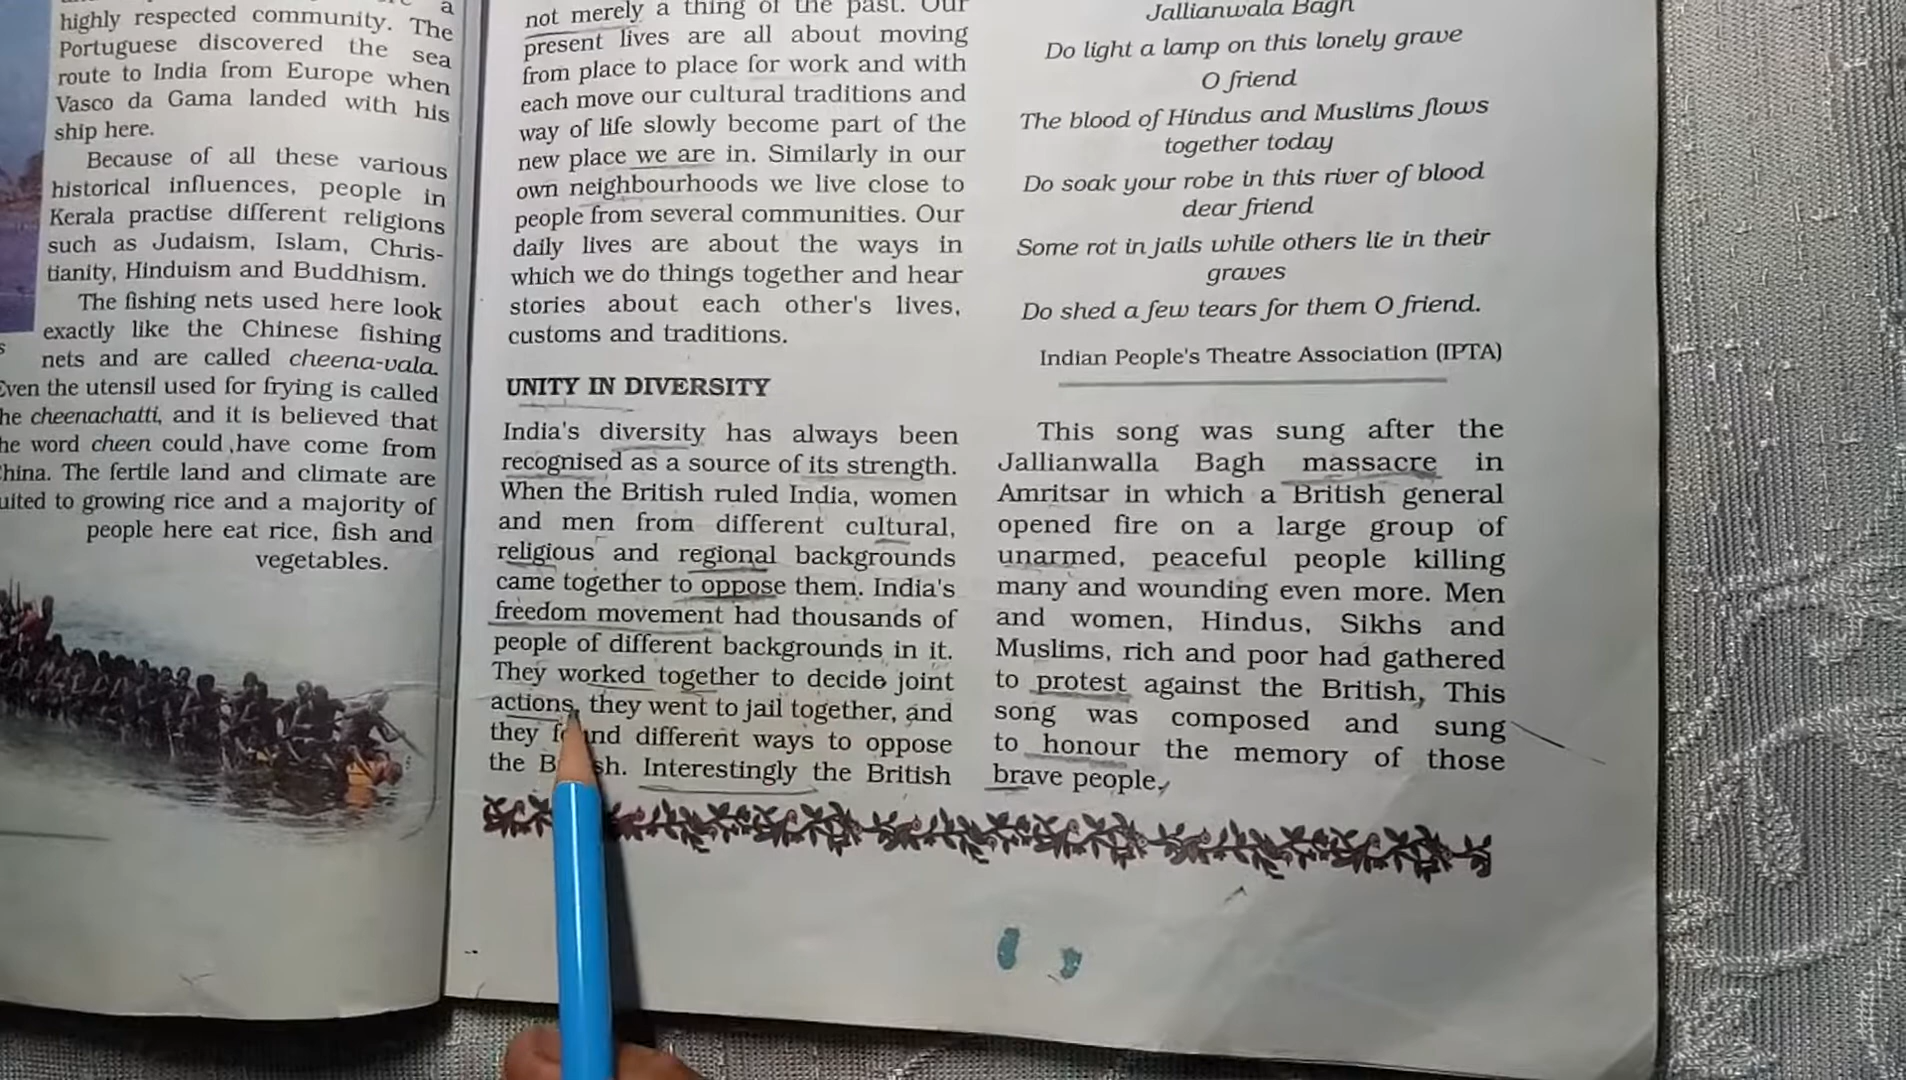 a
highly respected community. The
Portuguese discovered the sea
route to India from Europe when
Vasco da Gama landed with his
ship here.
Because of all these various
historical influences, people in
Kerala practise different religions
such as Judaism, Islam, Chris-
tianity, Hinduism and Buddhism.
The fishing nets used here look
exactly like the Chinese fishing
nets and are called cheena-vala.
Even the utensil used for frying is called
he cheenachatti, and it is believed that
he word cheen could have come from
China. The fertile land and climate are
uited to growing rice and a majority of
people here eat rice, fish and
vegetables.
not merely a thing of the past. Our
present lives are all about moving
from place to place for work and with
each move our cultural traditions and
way of life slowly become part of the
new place we are in. Similarly in our
own neighbourhoods we live close to
people from several communities. Our
daily lives are about the ways in
which we do things together and hear
stories about each other's lives,
customs and traditions.
UNITY IN DIVERSITY
India's diversity has always been
recognised as a source of its strength.
When the British ruled India, women
and men from different cultural,
religious and regional backgrounds
came together to oppose them. India's
freedom movement had thousands of
people of different backgrounds in it.
They worked together to decide joint
actions, they went to jail together, and
they found different ways to oppose
the British. Interestingly the British
Jallianwala Bagh
Do light a lamp on this lonely grave
O friend
The blood of Hindus and Muslims flows
together today
Do soak your robe in this river of blood
dear friend
Some rot in jails while others lie in their
graves
Do shed a few tears for them O friend.
Indian People's Theatre Association (IPTA)
This song was sung after the
Jallianwalla Bagh massacre in
Amritsar in which a British general
opened fire on a large group of
unarmed, peaceful people killing
many and wounding even more. Men
and women, Hindus, Sikhs and
Muslims, rich and poor had gathered
to protest against the British, This
song was composed and sung
to honour the memory of those
brave people.